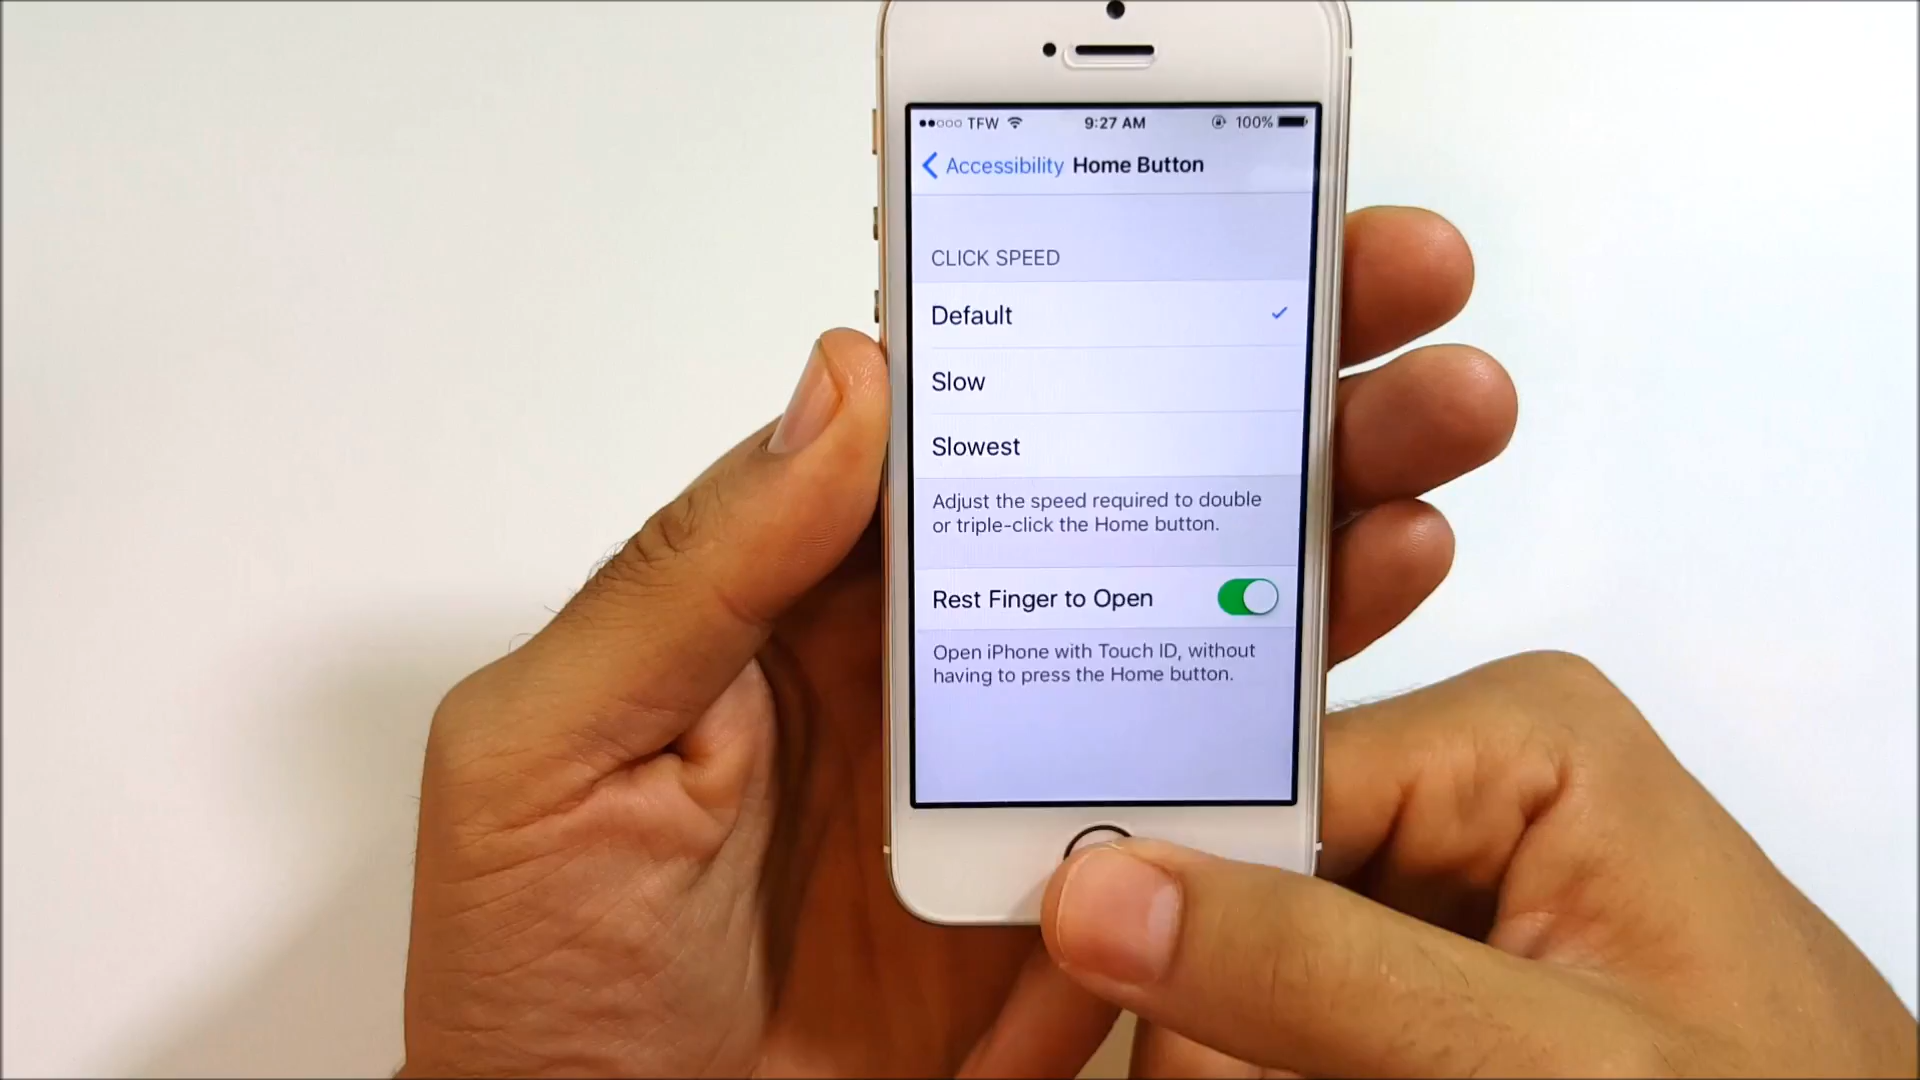 TFW 9:27 AM 100%
Accessibility Home Button
CLICK SPEED
Default
Slow
Slowest
Adjust the speed required to double
or triple-click the Home button.
Rest Finger to Open
Open iPhone with Touch ID, without
having to press the Home button.